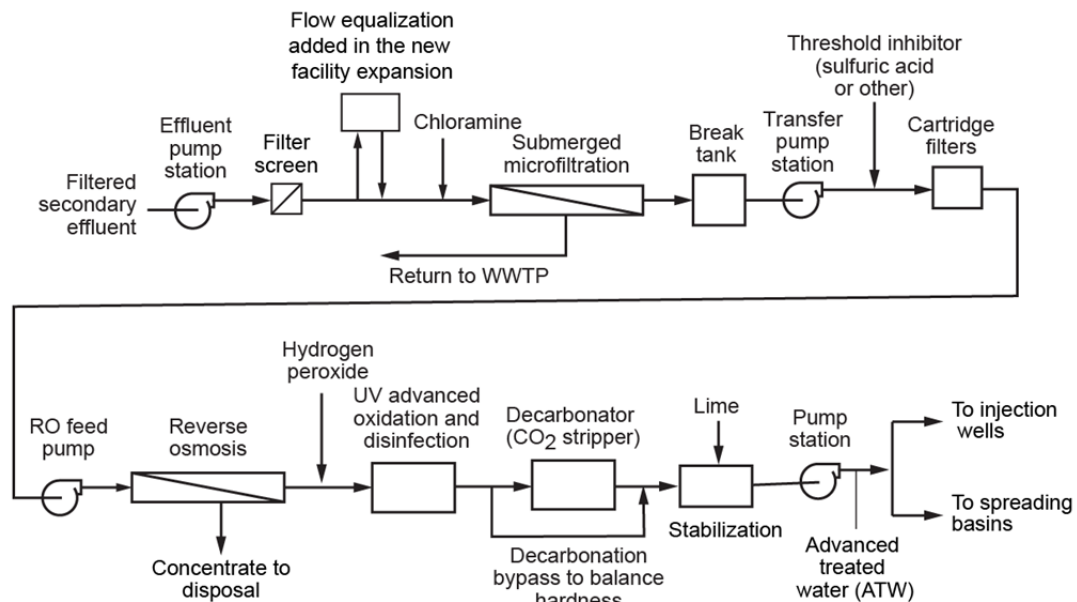 Flow equalization
added in the new
facility expansion
Threshold inhibitor
(sulfuric acid
or other)
Effluent
pump
station
Filter
screen
Chloramine
Submerged
microfiltration
Break
tank
Transfer
pump
station
Cartridge
filters
Filtered
secondary
effluent
Return to WWTP
Hydrogen
peroxide
RO feed
pump
Reverse
osmosis
UV advanced
oxidation and
disinfection
Decarbonator
(CO2 stripper)
Lime
Pump
station
To injection
wells
To spreading
basins
Stabilization
Concentrate to
disposal
Decarbonation
bypass to balance
hardness
Advanced
treated
water (ATW)